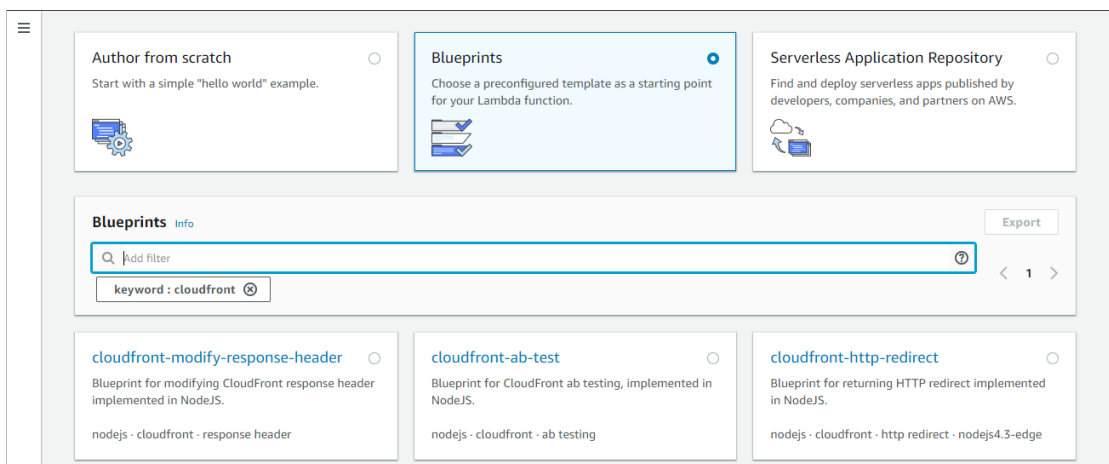 Author from scratch
Start with a simple "hello world" example.
Blueprints
Choose a preconfigured template as a starting point
for your Lambda function.
Serverless Application Repository
Find and deploy serverless apps published by
developers, companies, and partners on AWS.
Blueprints Info
Export
Add filter
1
keyword : cloudfront
cloudfront-modify-response-header
Blueprint for modifying CloudFront response header
implemented in NodeJS.
nodejs · cloudfront · response header
cloudfront-ab-test
Blueprint for CloudFront ab testing, implemented in
NodeJS.
nodejs · cloudfront · ab testing
cloudfront-http-redirect
Blueprint for returning HTTP redirect implemented
in NodeJS.
nodejs · cloudfront · http redirect · nodejs4.3-edge